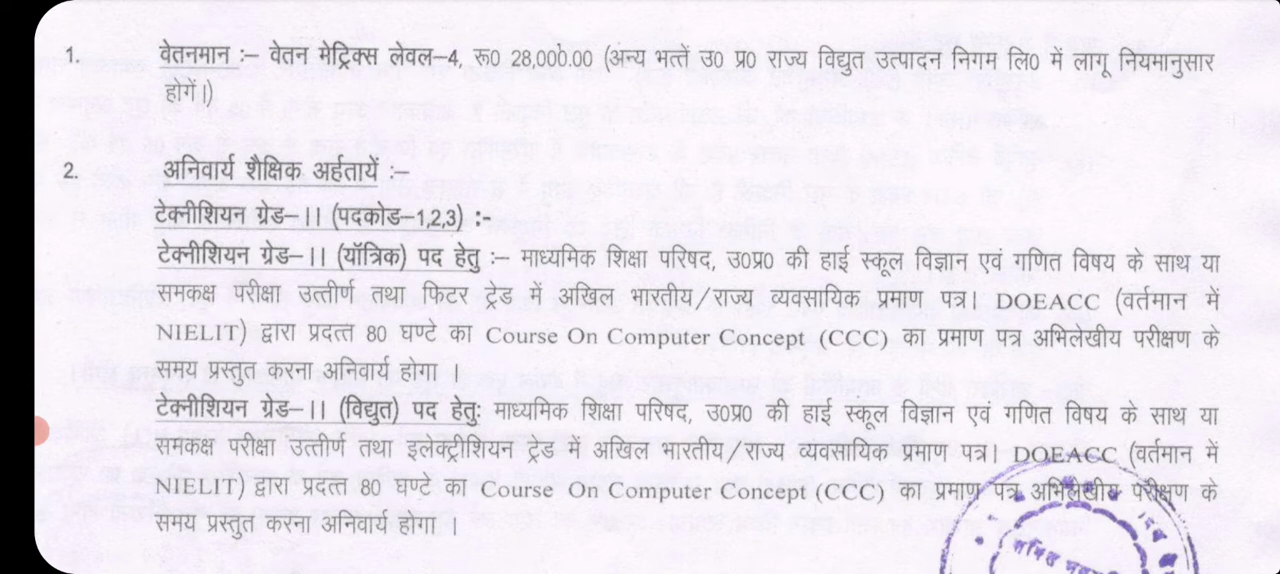 1. वेतनमान :– वेतन मेट्रिक्स लेवल–4, रू0 28,000.00 (अन्य भत्तें उ0 प्र0 राज्य विद्युत उत्पादन निगम लि0 में लागू नियमानुसार
होगें।)
2. अनिवार्य शैक्षिक अर्हतायें :–
टेक्नीशियन ग्रेड–।। (पदकोड–1,2,3) :-
टेक्नीशियन ग्रेड–।। (यॉत्रिक) पद हेतु :– माध्यमिक शिक्षा परिषद, उ0प्र0 की हाई स्कूल विज्ञान एवं गणित विषय के साथ या
समकक्ष परीक्षा उत्तीर्ण तथा फिटर ट्रेड में अखिल भारतीय/राज्य व्यवसायिक प्रमाण पत्र। DOEACC (वर्तमान में
NIELIT) द्वारा प्रदत्त 80 घण्टे का Course On Computer Concept (CCC) का प्रमाण पत्र अभिलेखीय परीक्षण के
समय प्रस्तुत करना अनिवार्य होगा ।
टेक्नीशियन ग्रेड–।। (विद्युत) पद हेतु: माध्यमिक शिक्षा परिषद, उ0प्र0 की हाई स्कूल विज्ञान एवं गणित विषय के साथ या
समकक्ष परीक्षा उत्तीर्ण तथा इलेक्ट्रीशियन ट्रेड में अखिल भारतीय/राज्य व्यवसायिक प्रमाण पत्र। DOEACC (वर्तमान में
NIELIT) द्वारा प्रदत्त 80 घण्टे का Course On Computer Concept (CCC) का प्रमाण पत्र अभिलेखीय परीक्षण के
समय प्रस्तुत करना अनिवार्य होगा ।